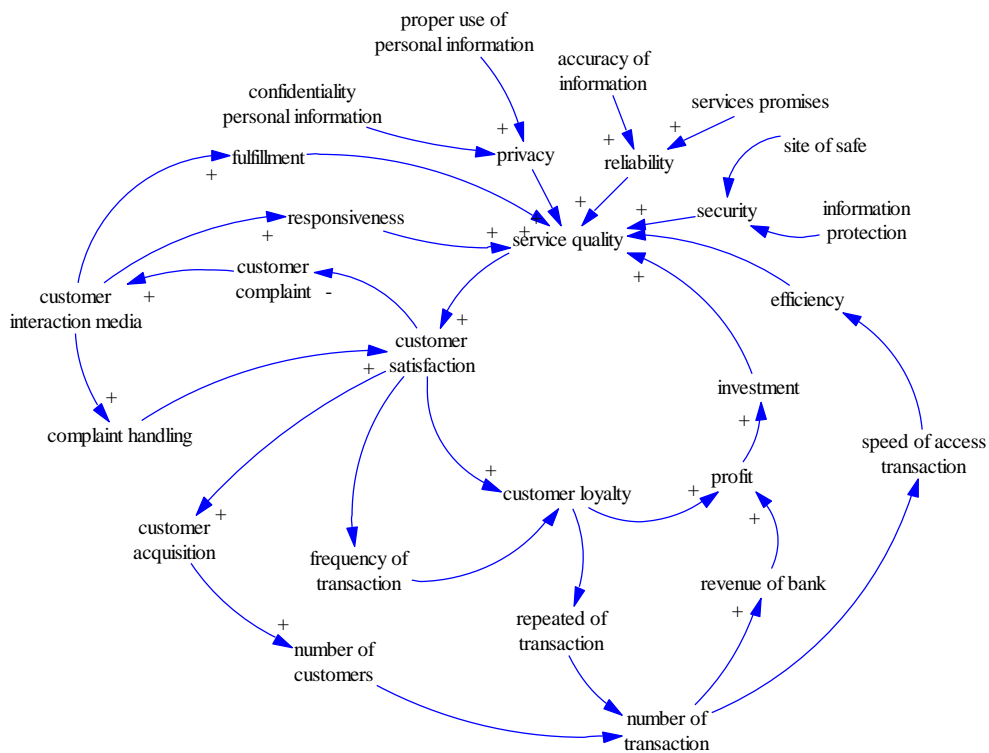 proper use of
personal information
accuracy of
information
confidentiality
personal information
services promises
+
+
+
site of safe
fulfillment
+
privacy
reliability
+
+
security
information
protection
responsiveness
+
+
+
+
service quality
customer
complaint -
+
customer
interaction media
+
efficiency
+
customer
satisfaction
+
investment
+
complaint handling
+
speed of access
transaction
+
customer loyalty
+
profit
+
customer
acquisition
+
frequency of
transaction
revenue of bank
+
repeated of
transaction
+
number of
customers
number of
transaction